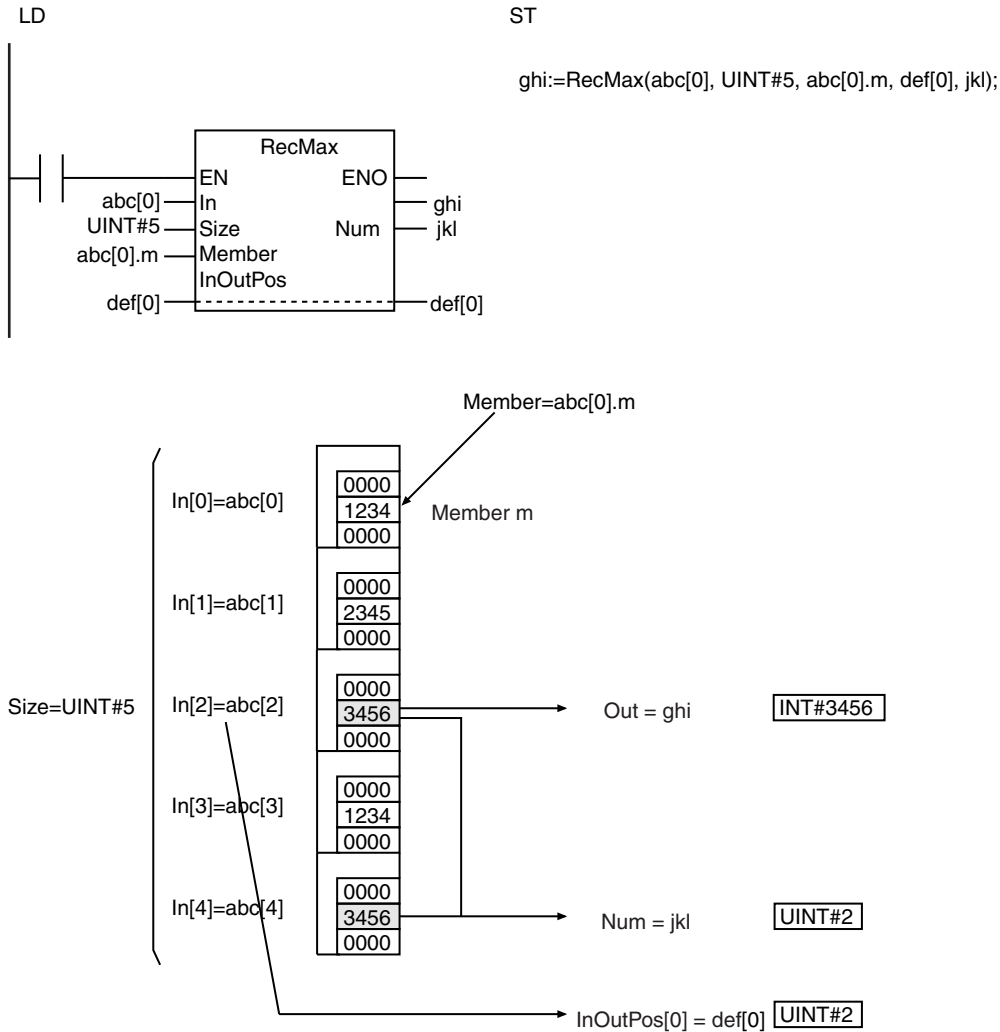 LD
ST
ghi:=RecMax(abc[0], UINT#5, abc[0].m, def[0], jkl);
RecMax
EN ENO
abc[0] In ghi
UINT#5 Size Num jkl
abc[0].m Member
InOutPos
def[0] def[0]
Member=abc[0].m
0000
In[0]=abc[0] 1234 Member m
0000
0000
In[1]=abc[1] 2345
0000
0000
Size=UINT#5 In[2]=abc[2] 3456 Out = ghi INT#3456
0000
0000
In[3]=abc[3] 1234
0000
0000
In[4]=abc[4] 3456 Num = jkl UINT#2
0000
InOutPos[0] = def[0] UINT#2